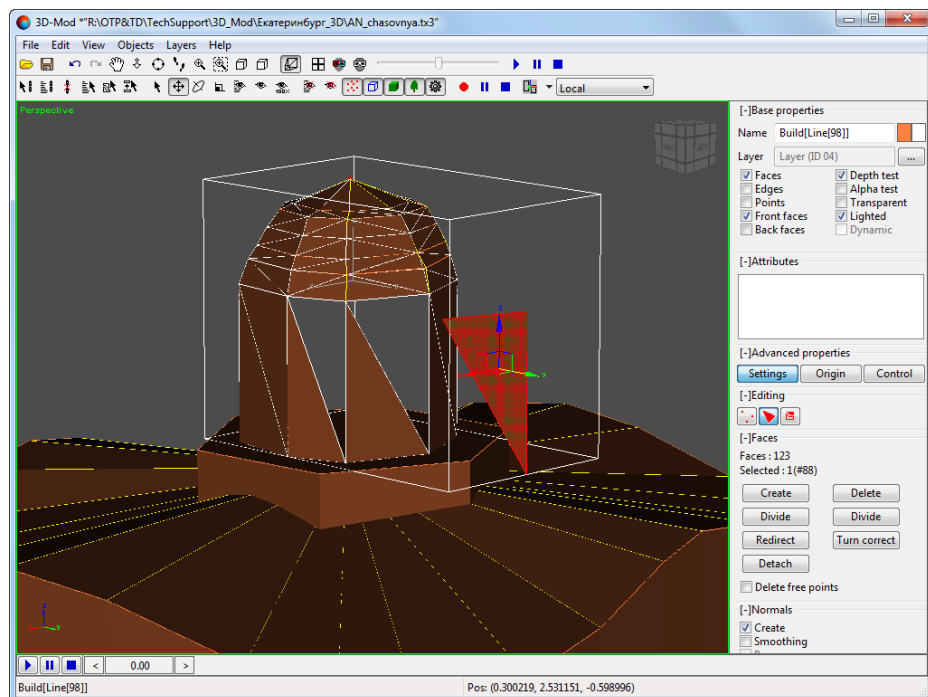 3D-Mod *"R:\OTP&TD\TechSupport\3D_Mod\Екатеринбург_3D\AN_chasovnya.tx3"
File Edit View Objects Layers Help
Local
Perspective
[-]Base properties
Name Build[Line[98]]
Layer Layer (ID 04) ...
Faces Depth test
Edges Alpha test
Points Transparent
Front faces Lighted
Back faces Dynamic
[-]Attributes
[-]Advanced properties
Settings Origin Control
[-]Editing
[-]Faces
Faces : 123
Selected : 1(#88)
Create Delete
Divide Divide
Redirect Turn correct
Detach
Delete free points
[-]Normals
Create
Smoothing
< 0.00 >
Build[Line[98]] Pos: (0.300219, 2.531151, -0.598996)